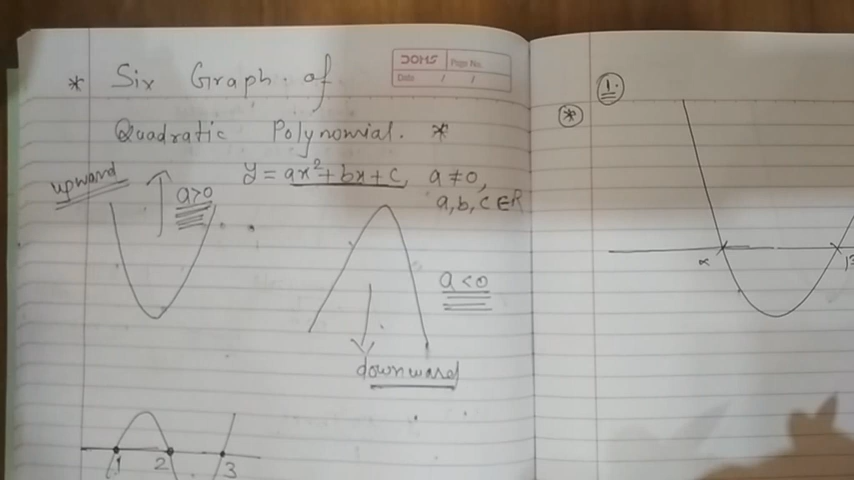 * Six Graph of
Quadratic Polynomial. *
DOMS
Page No.
Date / /
y = ax²+bx+c, a≠0,
a, b, c ∈ R
upward
a>0
a<0
downward
1 2 3
1.
*
α β